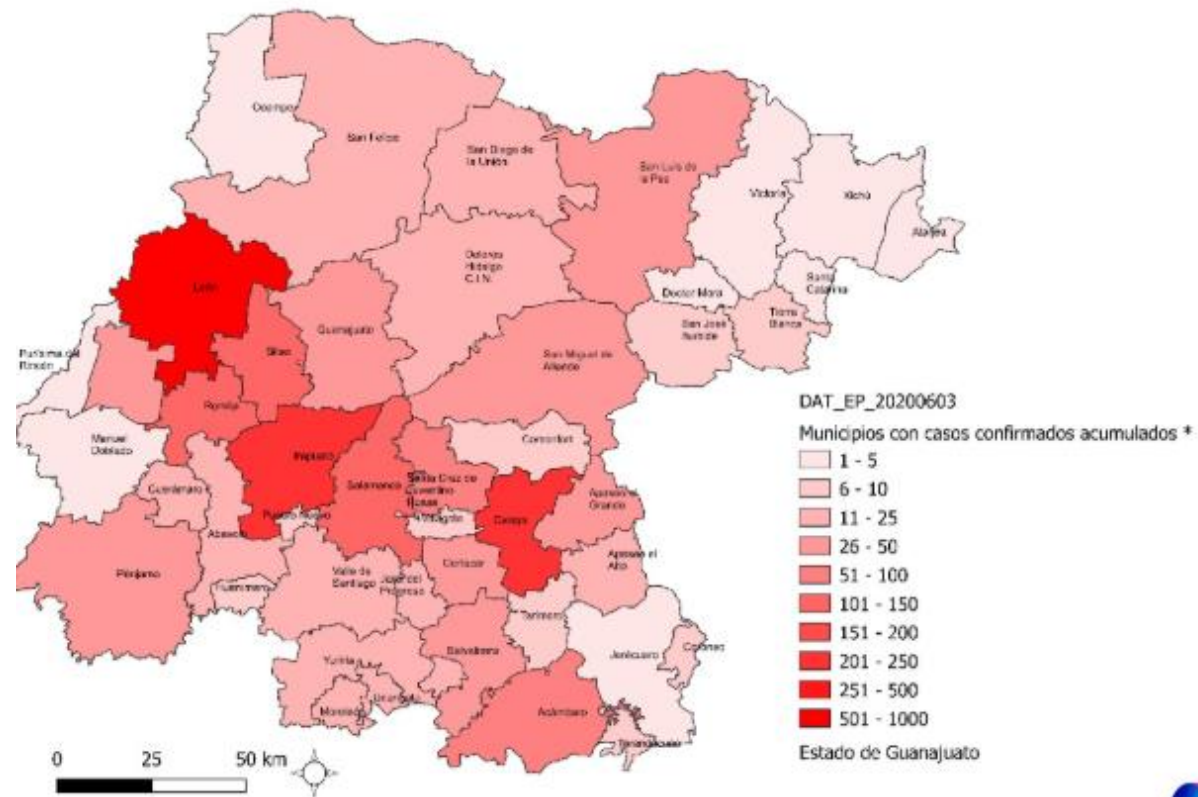 Ocampo
San Felipe
San Diego de
la Unión
San Luis de
la Paz
Victoria
Xichú
Atarjea
León
Dolores
Hidalgo
C.I.N.
Doctor Mora
Santa
Catarina
Tierra
Blanca
San José
Iturbide
Guanajuato
Silao
San Miguel de
Allende
Purísima del
Rincón
Romita
Manuel
Doblado
Comonfort
Irapuato
Salamanca
Santa Cruz de
Juventino
Rosas
Apaseo el
Grande
Cuerámaro
Pueblo Nuevo
Villagrán
Celaya
Abasolo
Pénjamo
Valle de
Santiago
Jaral del
Progreso
Cortazar
Apaseo el
Alto
Huanímaro
Tarimoro
Salvatierra
Jerécuaro
Coroneo
Yuriria
Uriangato
Moroleón
Acámbaro
Tarandacuao
DAT_EP_20200603
Municipios con casos confirmados acumulados *
1 - 5
6 - 10
11 - 25
26 - 50
51 - 100
101 - 150
151 - 200
201 - 250
251 - 500
501 - 1000
Estado de Guanajuato
0 25 50 km